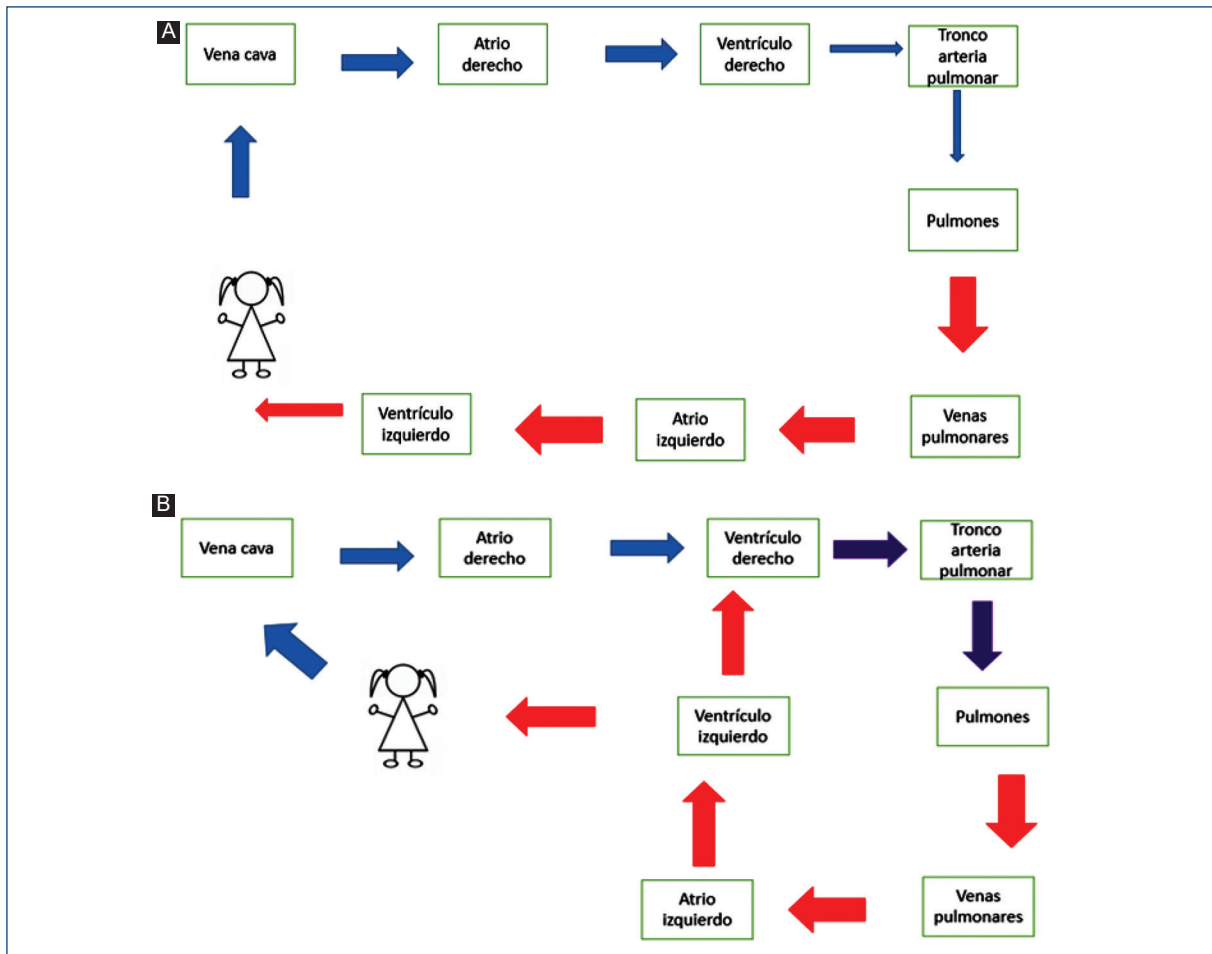 A
Vena cava
Atrio
derecho
Ventrículo
derecho
Tronco
arteria
pulmonar
Pulmones
Ventrículo
izquierdo
Atrio
izquierdo
Venas
pulmonares
B
Vena cava
Atrio
derecho
Ventrículo
derecho
Tronco
arteria
pulmonar
Ventrículo
izquierdo
Pulmones
Atrio
izquierdo
Venas
pulmonares